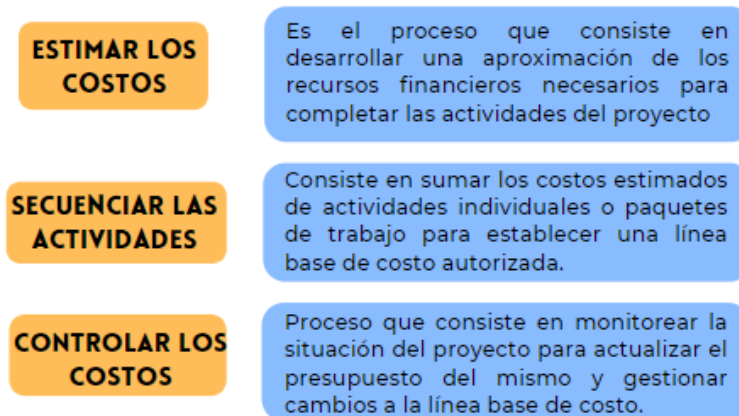 ESTIMAR LOS
COSTOS
Es el proceso que consiste en
desarrollar una aproximación de los
recursos financieros necesarios para
completar las actividades del proyecto
SECUENCIAR LAS
ACTIVIDADES
Consiste en sumar los costos estimados
de actividades individuales o paquetes
de trabajo para establecer una línea
base de costo autorizada.
CONTROLAR LOS
COSTOS
Proceso que consiste en monitorear la
situación del proyecto para actualizar el
presupuesto del mismo y gestionar
cambios a la línea base de costo.